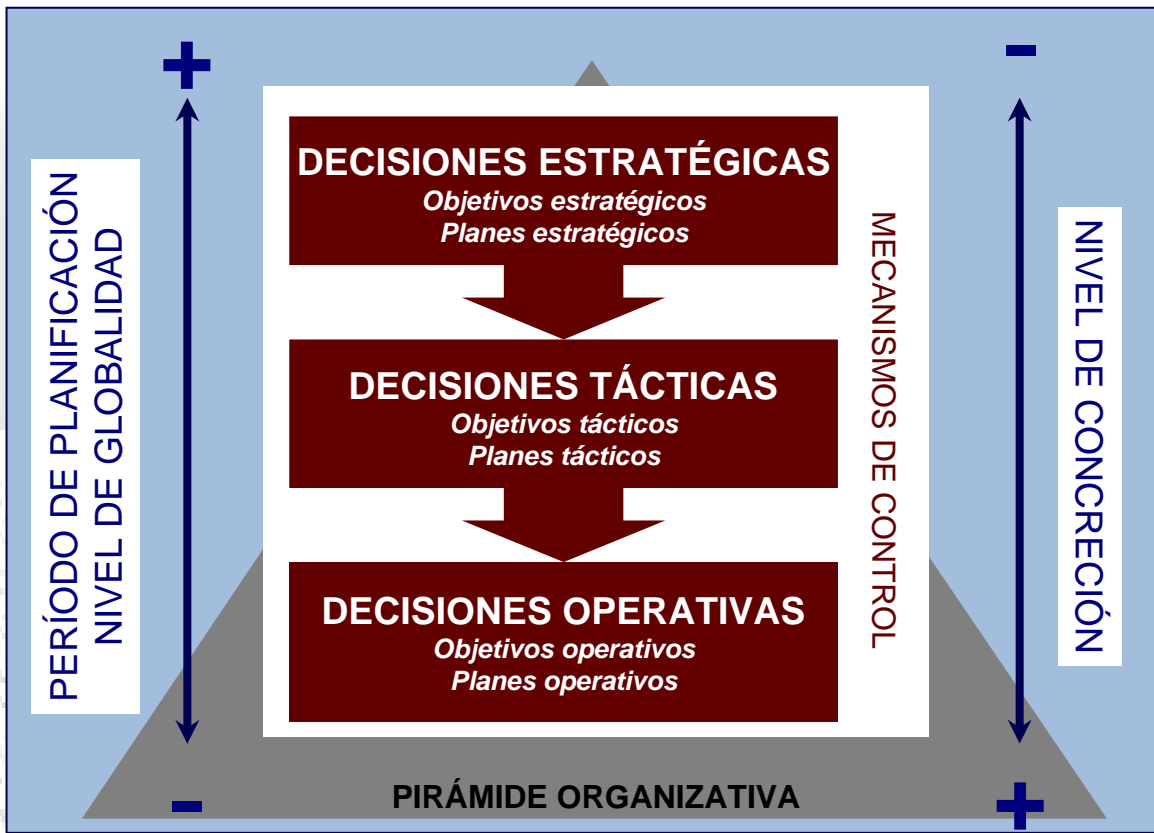 +
-
PERÍODO DE PLANIFICACIÓN
NIVEL DE GLOBALIDAD
DECISIONES ESTRATÉGICAS
Objetivos estratégicos
Planes estratégicos
DECISIONES TÁCTICAS
Objetivos tácticos
Planes tácticos
DECISIONES OPERATIVAS
Objetivos operativos
Planes operativos
MECANISMOS DE CONTROL
NIVEL DE CONCRECIÓN
-
PIRÁMIDE ORGANIZATIVA
+